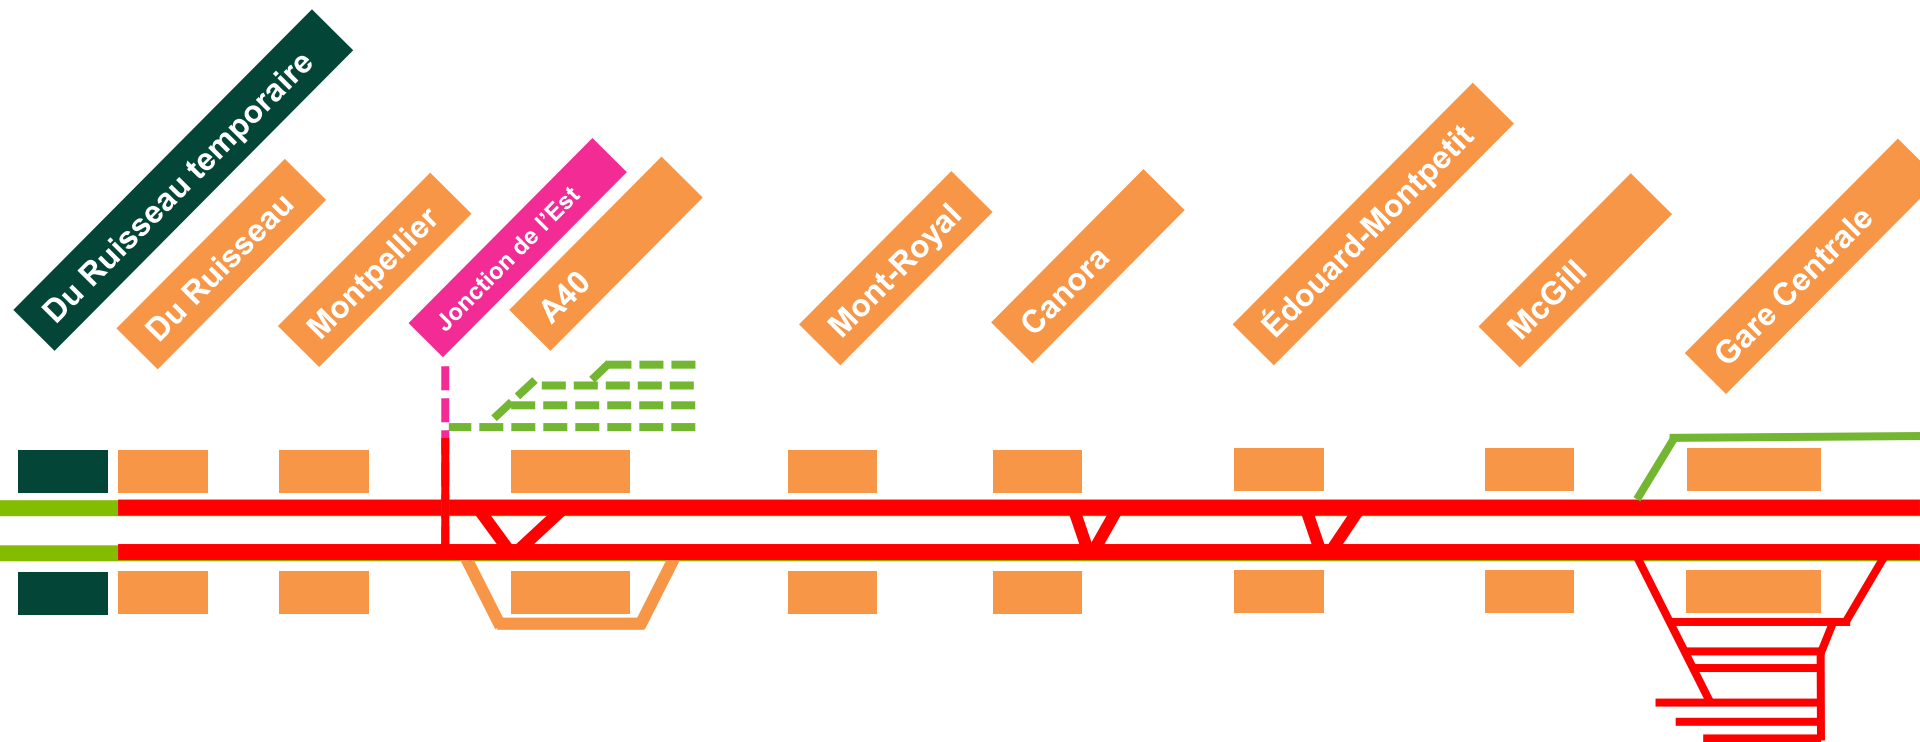 Du Ruisseau temporaire
Du Ruisseau
Montpellier
Jonction de l’Est
A40
Mont-Royal
Canora
Édouard-Montpetit
McGill
Gare Centrale